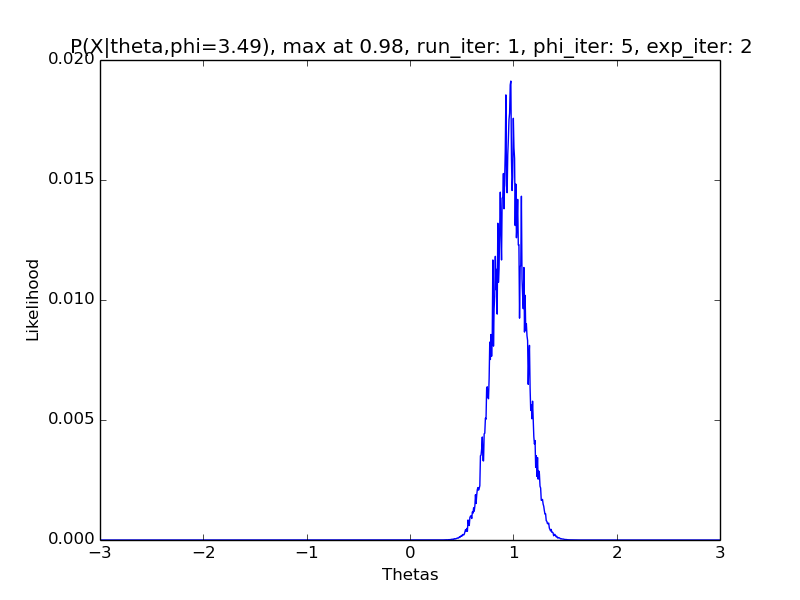 P(X|theta,phi=3.49), max at 0.98, run_iter: 1, phi_iter: 5, exp_iter: 2
0.020
0.015
0.010
0.005
0.000
Likelihood
−3 −2 −1 0 1 2 3
Thetas